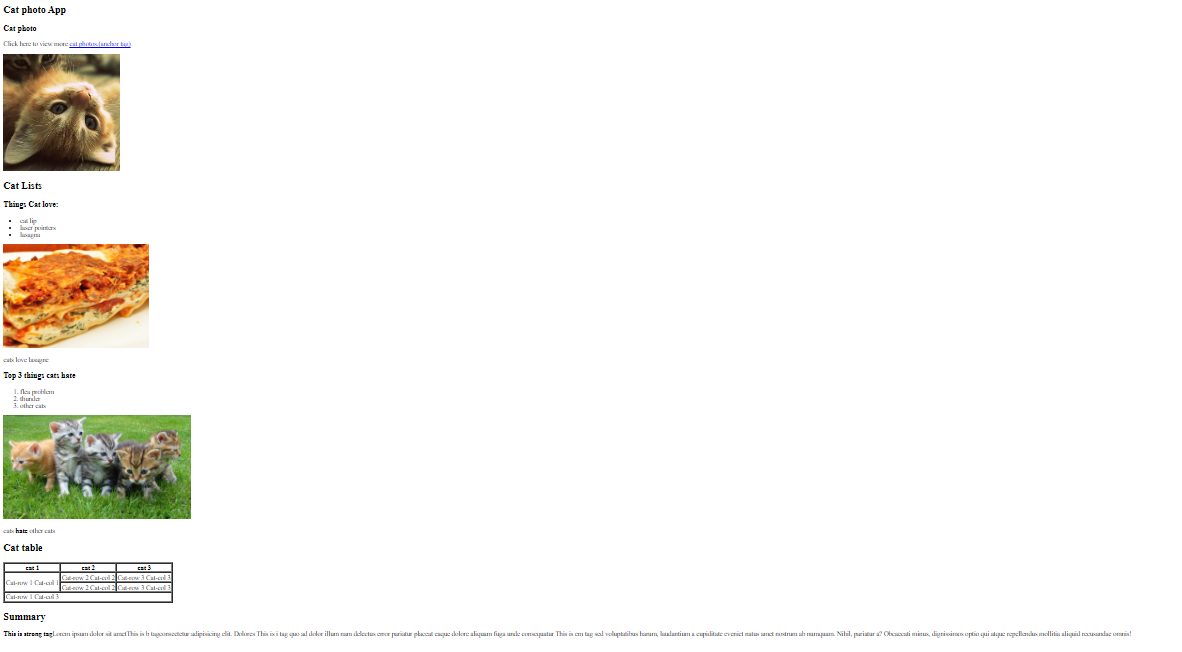 Cat photo App
Cat photo
Click here to view more cat photos.(anchor tag)
Cat Lists
Things Cat love:
• cat lip
• laser pointers
• lasagna
cats love lasagne
Top 3 things cats hate
1. flea problem
2. thunder
3. other cats
cats hate other cats
Cat table
cat 1 cat 2 cat 3
Cat-row 1 Cat-col 1 Cat-row 2 Cat-col 2 Cat-row 3 Cat-col 3
Cat-row 2 Cat-col 2 Cat-row 3 Cat-col 3
Cat-row 1 Cat-col 3
Summary
This is strong tagLorem ipsum dolor sit ametThis is b tagconsectetur adipisicing elit. Dolores This is i tag quo ad dolor illum nam delectus error pariatur placeat eaque dolore aliquam fuga unde consequatur This is em tag sed voluptatibus harum, laudantium a cupiditate eveniet natus amet nostrum ab numquam. Nihil, pariatur a? Obcaecati minus, dignissimos optio qui atque repellendus mollitia aliquid recusandae omnis!